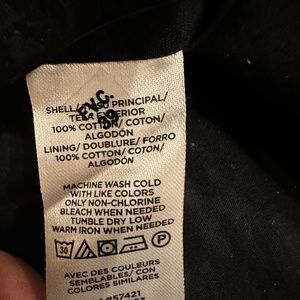 SHELL/
PRINCIPAL/
EXTERIOR
100% COTTON/ COTON/
ALGODÓN
LINING/ DOUBLURE/ FORRO
100% COTTON/ COTON/
ALGODÓN
MACHINE WASH COLD
WITH LIKE COLORS
ONLY NON-CHLORINE
BLEACH WHEN NEEDED
TUMBLE DRY LOW
WARM IRON WHEN NEEDED
30
AVEC DES COULEURS
SEMBLABLES/ CON
COLORES SIMILARES
57421